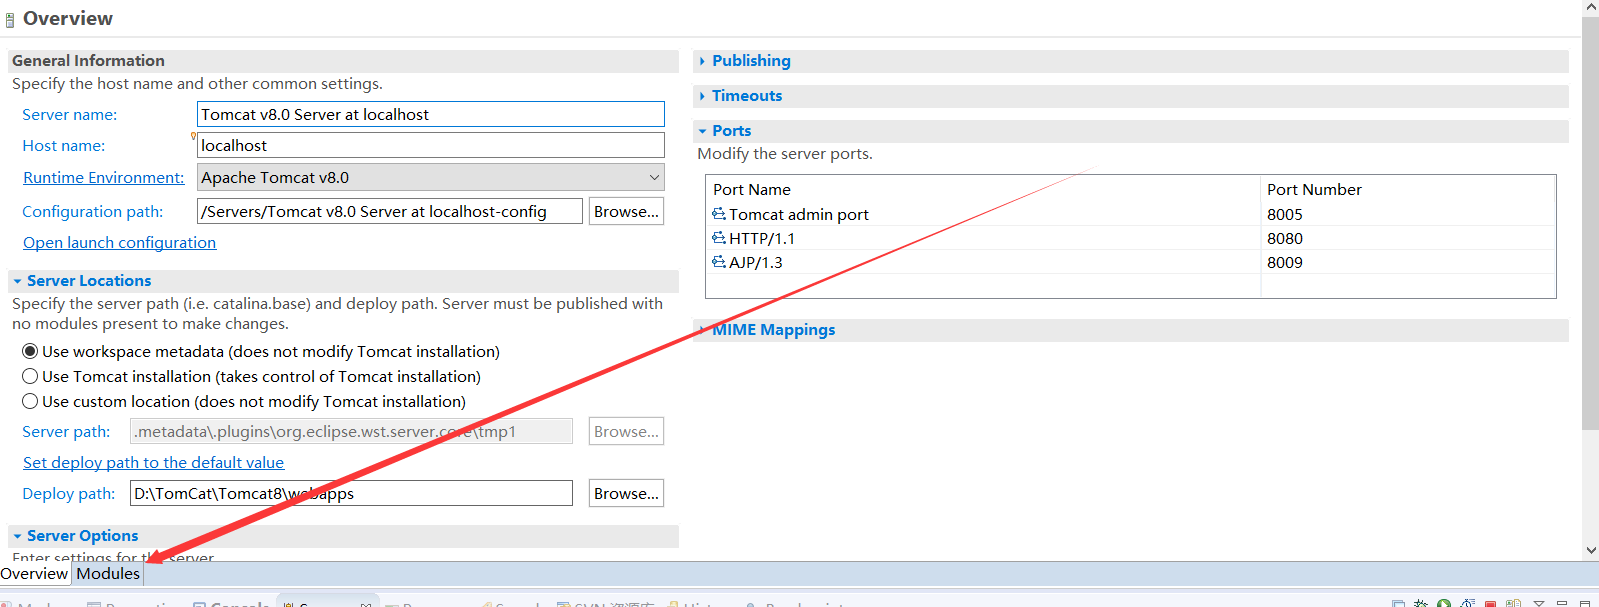 Overview
General Information
Specify the host name and other common settings.
Server name:
Tomcat v8.0 Server at localhost
Host name:
localhost
Runtime Environment:
Apache Tomcat v8.0
Configuration path:
/Servers/Tomcat v8.0 Server at localhost-config
Browse...
Open launch configuration
Server Locations
Specify the server path (i.e. catalina.base) and deploy path. Server must be published with
no modules present to make changes.
Use workspace metadata (does not modify Tomcat installation)
Use Tomcat installation (takes control of Tomcat installation)
Use custom location (does not modify Tomcat installation)
Server path:
.metadata\.plugins\org.eclipse.wst.server.core\tmp1
Browse...
Set deploy path to the default value
Deploy path:
D:\TomCat\Tomcat8\webapps
Browse...
Server Options
Enter settings for the server.
Publishing
Timeouts
Ports
Modify the server ports.
Port Name Port Number
Tomcat admin port 8005
HTTP/1.1 8080
AJP/1.3 8009
MIME Mappings
Overview Modules